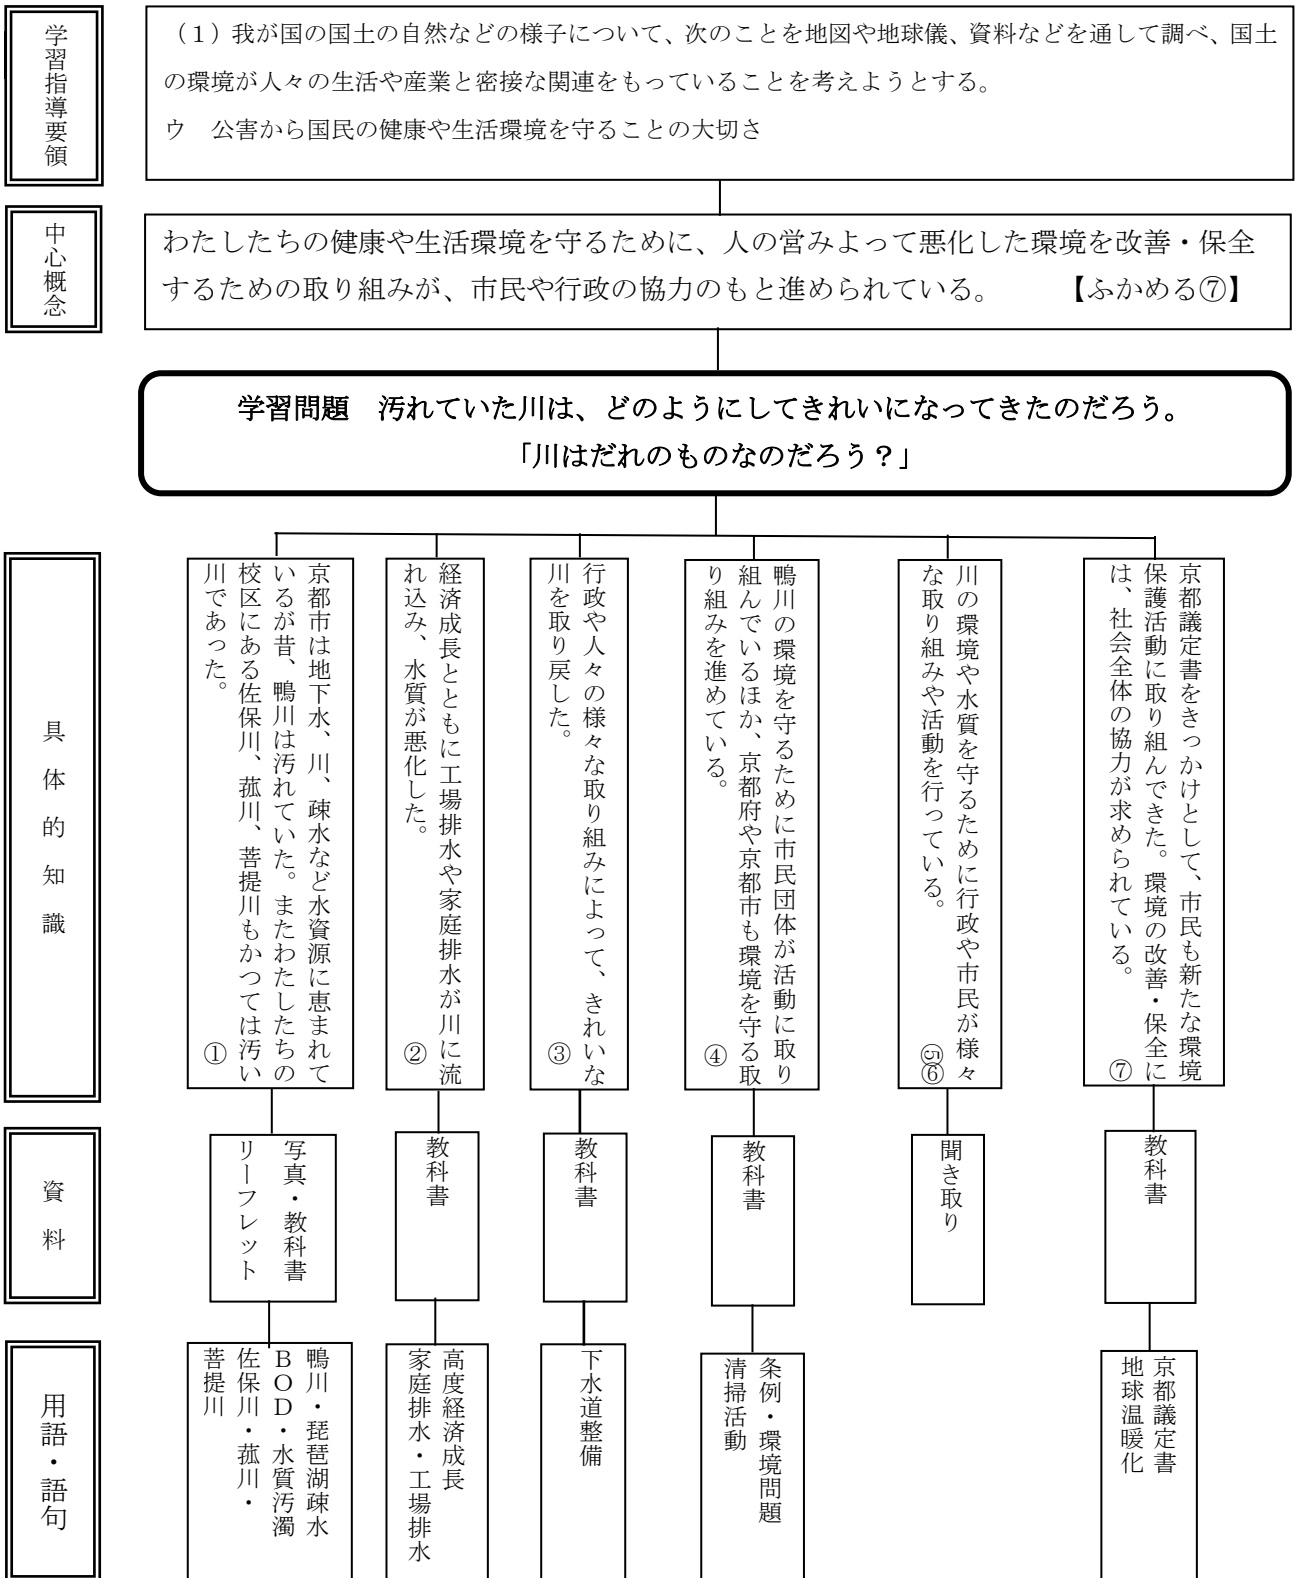 学習指導要領
（１）我が国の国土の自然などの様子について、次のことを地図や地球儀、資料などを通して調べ、国土
の環境が人々の生活や産業と密接な関連をもっていることを考えようとする。
ウ　公害から国民の健康や生活環境を守ることの大切さ
中心概念
わたしたちの健康や生活環境を守るために、人の営みよって悪化した環境を改善・保全
するための取り組みが、市民や行政の協力のもと進められている。　【ふかめる⑦】
学習問題　汚れていた川は、どのようにしてきれいになってきたのだろう。
「川はだれのものなのだろう？」
具体的知識
京都市は地下水、川、疎水など水資源に恵まれて
いるが昔、鴨川は汚れていた。またわたしたちの
校区にある佐保川、菰川、菩提川もかつては汚い
川であった。　①
経済成長とともに工場排水や家庭排水が川に流
れ込み、水質が悪化した。　②
行政や人々の様々な取り組みによって、きれいな
川を取り戻した。　③
鴨川の環境を守るために市民団体が活動に取り
組んでいるほか、京都府や京都市も環境を守る取
り組みを進めている。　④
川の環境や水質を守るために行政や市民が様々
な取り組みや活動を行っている。　⑤⑥
京都議定書をきっかけとして、市民も新たな環境
保護活動に取り組んできた。環境の改善・保全に
は、社会全体の協力が求められている。　⑦
資料
写真・教科書
リーフレット
教科書
教科書
教科書
聞き取り
教科書
用語・語句
鴨川・琵琶湖疎水
ＢＯＤ・水質汚濁
佐保川・菰川・
菩提川
高度経済成長
家庭排水・工場排水
下水道整備
条例・環境問題
清掃活動
京都議定書
地球温暖化